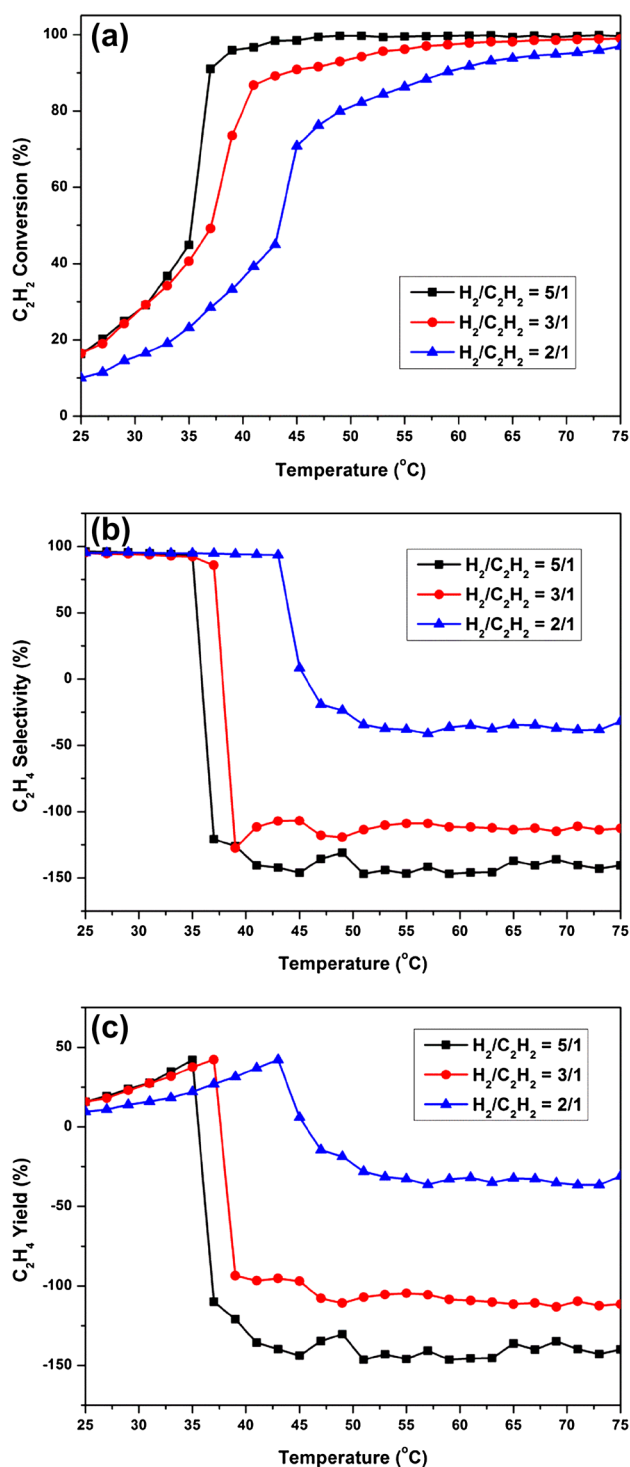 (a)
C₂H₂ Conversion (%)
100
80
60
40
20
0
H₂/C₂H₂ = 5/1
H₂/C₂H₂ = 3/1
H₂/C₂H₂ = 2/1
25 30 35 40 45 50 55 60 65 70 75
Temperature (°C)
(b)
C₂H₄ Selectivity (%)
100
50
0
-50
-100
-150
H₂/C₂H₂ = 5/1
H₂/C₂H₂ = 3/1
H₂/C₂H₂ = 2/1
25 30 35 40 45 50 55 60 65 70 75
Temperature (°C)
(c)
C₂H₄ Yield (%)
50
0
-50
-100
-150
H₂/C₂H₂ = 5/1
H₂/C₂H₂ = 3/1
H₂/C₂H₂ = 2/1
25 30 35 40 45 50 55 60 65 70 75
Temperature (°C)